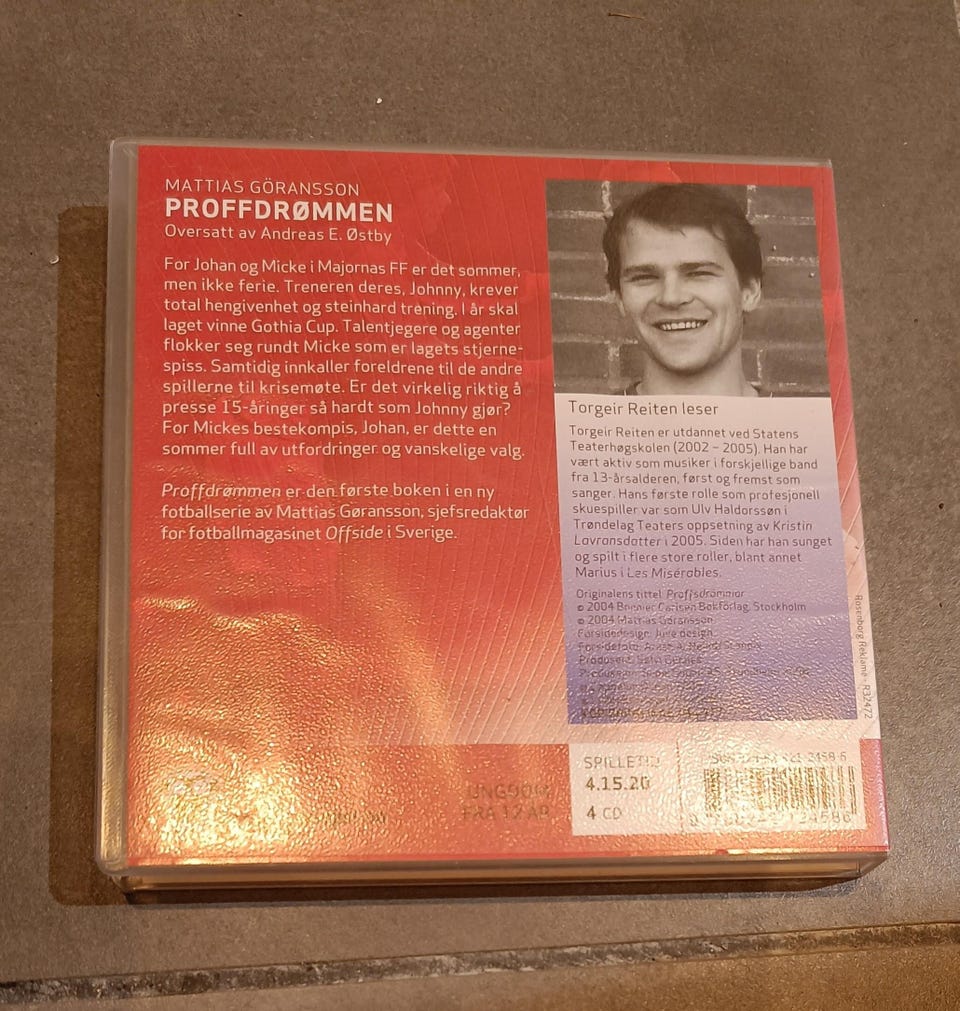 MATTIAS GÖRANSSON
PROFFDRØMMEN
Oversatt av Andreas E. Østby
For Johan og Micke i Majornas FF er det sommer,
men ikke ferie. Treneren deres, Johnny, krever
total hengivenhet og steinhard trening. I år skal
laget vinne Gothia Cup. Talentjegere og agenter
flokker seg rundt Micke som er lagets stjerne-
spiss. Samtidig innkaller foreldrene til de andre
spillerne til krisemøte. Er det virkelig riktig å
presse 15-åringer så hardt som Johnny gjør?
For Mickes bestekompis, Johan, er dette en
sommer full av utfordringer og vanskelige valg.
Proffdrømmen er den første boken i en ny
fotballserie av Mattias Gøransson, sjefsredaktør
for fotballmagasinet Offside i Sverige.
Torgeir Reiten leser
Torgeir Reiten er utdannet ved Statens
Teaterhøgskolen (2002 – 2005). Han har
vært aktiv som musiker i forskjellige band
fra 13-årsalderen, først og fremst som
sanger. Hans første rolle som profesjonell
skuespiller var som Ulv Haldorssøn i
Trøndelag Teaters oppsetning av Kristin
Lavransdatter i 2005. Siden har han sunget
og spilt i flere store roller, blant annet
Marius i Les Misérables.
Originalens tittel Proffsdrömmar
© 2004 Bonnier Carlsen Bokförlag, Stockholm
© 2004 Mattias Göransson
Forsidedesign: design
Rosenborg Reklame - R32472
UNGDOM
FRA 12 ÅR
SPILLETID
4.15.20
4 CD